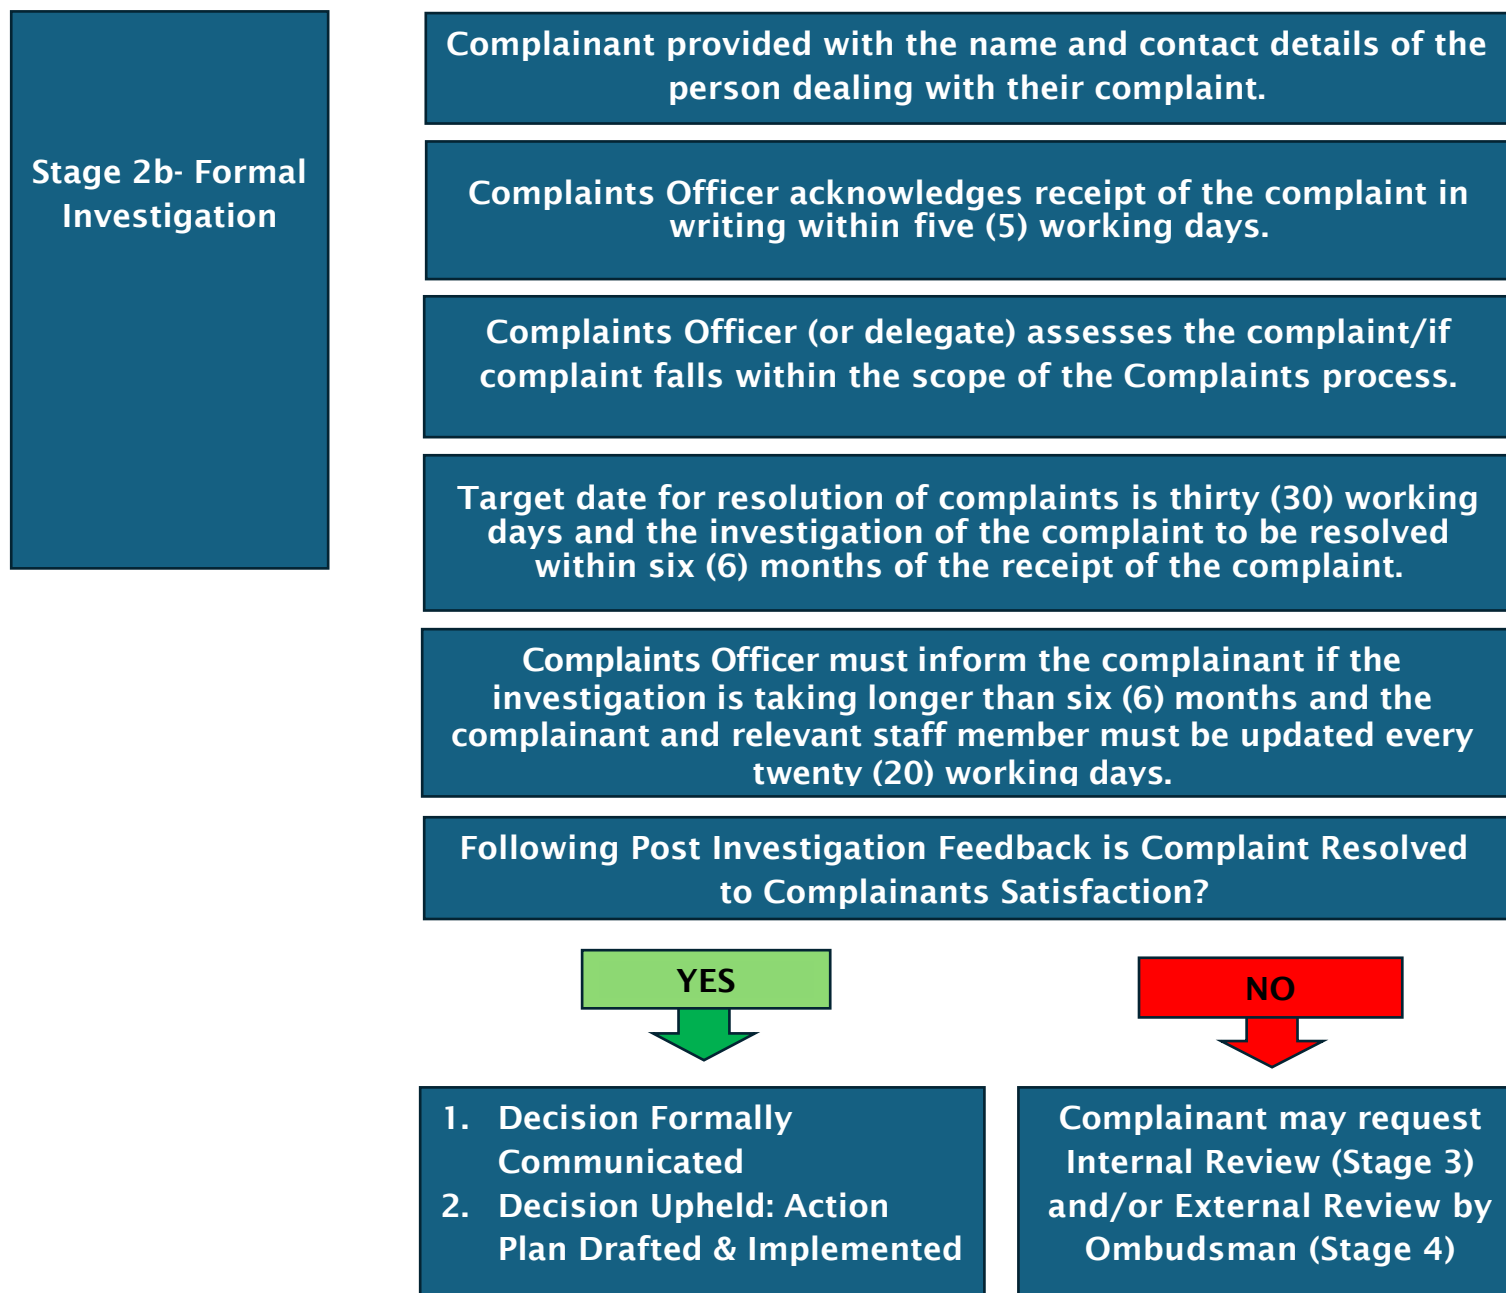 Stage 2b- Formal
Investigation
Complainant provided with the name and contact details of the
person dealing with their complaint.
Complaints Officer acknowledges receipt of the complaint in
writing within five (5) working days.
Complaints Officer (or delegate) assesses the complaint/if
complaint falls within the scope of the Complaints process.
Target date for resolution of complaints is thirty (30) working
days and the investigation of the complaint to be resolved
within six (6) months of the receipt of the complaint.
Complaints Officer must inform the complainant if the
investigation is taking longer than six (6) months and the
complainant and relevant staff member must be updated every
twenty (20) working days.
Following Post Investigation Feedback is Complaint Resolved
to Complainants Satisfaction?
YES
NO
1. Decision Formally
Communicated
2. Decision Upheld: Action
Plan Drafted & Implemented
Complainant may request
Internal Review (Stage 3)
and/or External Review by
Ombudsman (Stage 4)